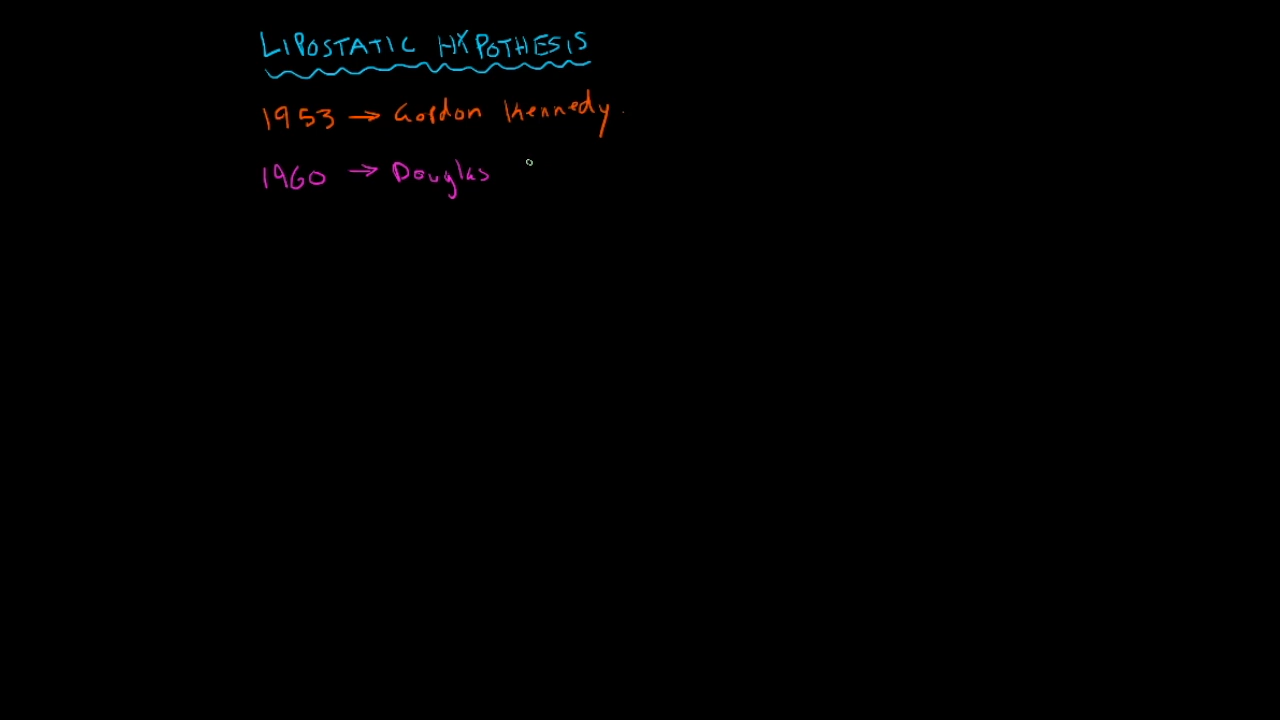 LIPOSTATIC HYPOTHESIS
1953 → Gordon Kennedy.
1960 → Douglas